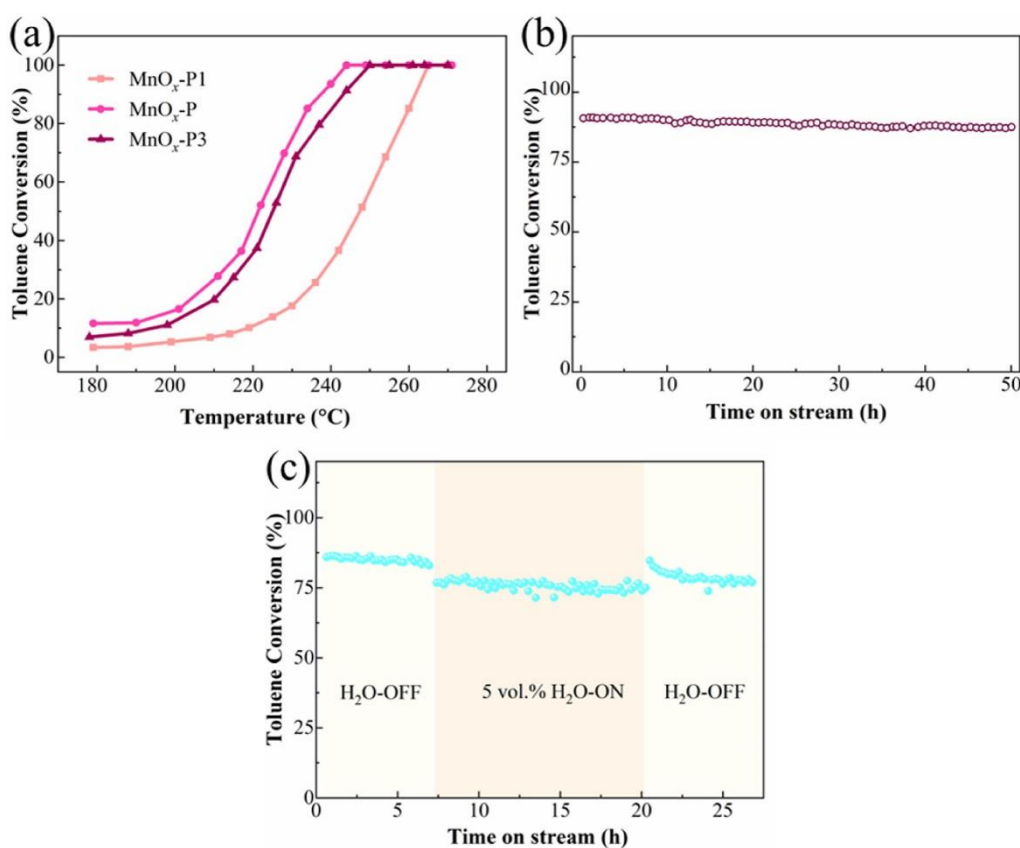 (a)
Toluene Conversion (%)
100
80
60
40
20
0
MnOₓ-P1
MnOₓ-P
MnOₓ-P3
180 200 220 240 260 280
Temperature (°C)
(b)
Toluene Conversion (%)
100
75
50
25
0
0 10 20 30 40 50
Time on stream (h)
(c)
Toluene Conversion (%)
100
75
50
25
0
H₂O-OFF 5 vol.% H₂O-ON H₂O-OFF
0 5 10 15 20 25
Time on stream (h)